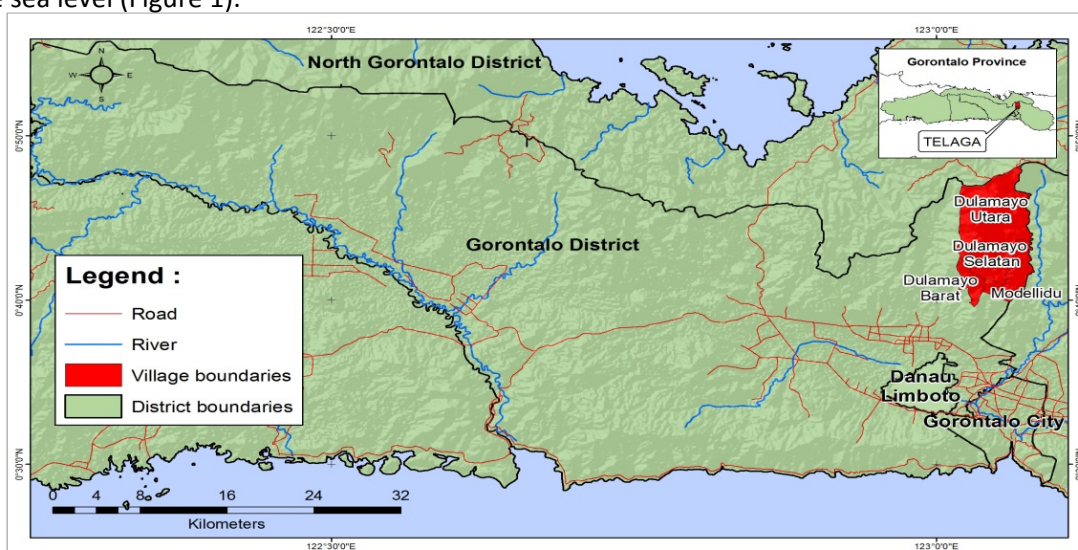 sea level (Figure 1).
122°30'0"E
123°0'0"E
N
W
E
S
North Gorontalo District
Gorontalo Province
TELAGA
0°50'0"N
Dulamayo
Utara
Gorontalo District
Dulamayo
Selatan
Dulamayo
Barat
Modellidu
0°40'0"N
Legend :
Road
River
Village boundaries
District boundaries
Danau
Limboto
Gorontalo City
0°30'0"N
0 4 8 16 24 32
Kilometers
122°30'0"E
123°0'0"E